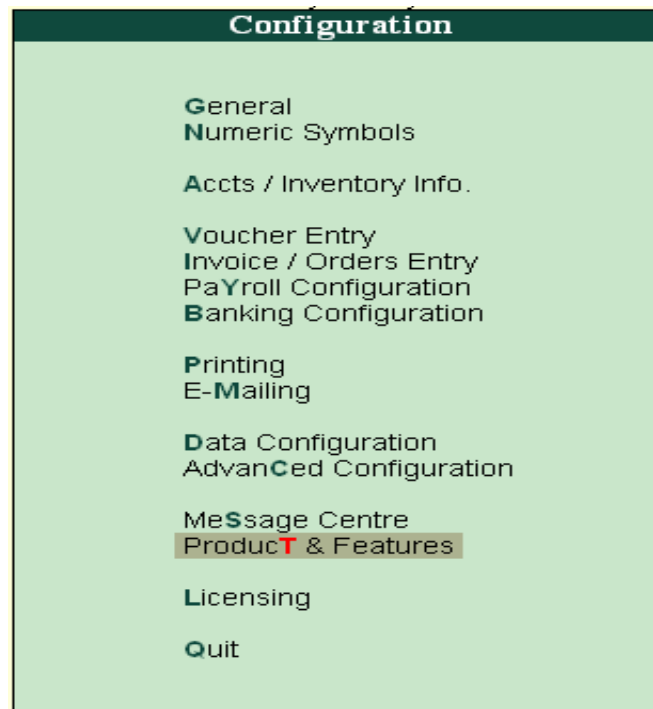 Configuration
General
Numeric Symbols
Accts / Inventory Info.
Voucher Entry
Invoice / Orders Entry
PaYroll Configuration
Banking Configuration
Printing
E-Mailing
Data Configuration
AdvanCed Configuration
MeSsage Centre
ProducT & Features
Licensing
Quit